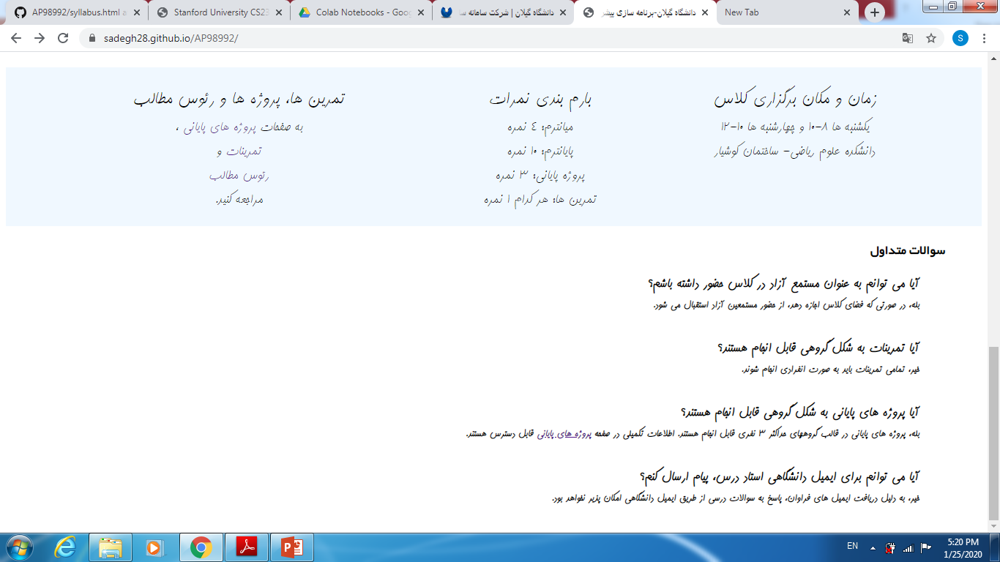 AP98992/syllabus.html a
Stanford University CS23
Colab Notebooks - Goog
دانشگاه گیلان | شرکت سامانه س
دانشگاه گیلان-برنامه سازی پیشر
New Tab
sadegh28.github.io/AP98992/
زمان و مکان برگزاری کلاس
یکشنبه ها ۸-۱۰ و چهارشنبه ها ۱۰-۱۲
دانشکده علوم ریاضی- ساختمان کوشیار
بارم بندی نمرات
میانترم: ٤ نمره
پایانترم: ۱۰ نمره
پروژه پایانی: ۳ نمره
تمرین ها: هر کدام ۱ نمره
تمرین ها، پروژه ها و رئوس مطالب
به صفحات پروژه های پایانی ،
تمرینات و
رئوس مطالب
مراجعه کنید.
سوالات متداول
آیا می توانم به عنوان مستمع آزاد در کلاس حضور داشته باشم؟
بله، در صورتی که فضای کلاس اجازه دهد، از حضور مستمعین آزاد استقبال می شود.
آیا تمرینات به شکل گروهی قابل انجام هستند؟
خیر، تمامی تمرینات باید به صورت انفرادی انجام شوند.
آیا پروژه های پایانی به شکل گروهی قابل انجام هستند؟
بله، پروژه های پایانی در قالب گروههای حداکثر ۳ نفری قابل انجام هستند. اطلاعات تکمیلی در صفحه پروژه های پایانی قابل دسترس هستند.
آیا می توانم برای ایمیل دانشگاهی استاد درس، پیام ارسال کنم؟
خیر، به دلیل دریافت ایمیل های فراوان، پاسخ به سوالات درسی از طریق ایمیل دانشگاهی امکان پذیر نخواهد بود.
EN
5:20 PM
1/25/2020